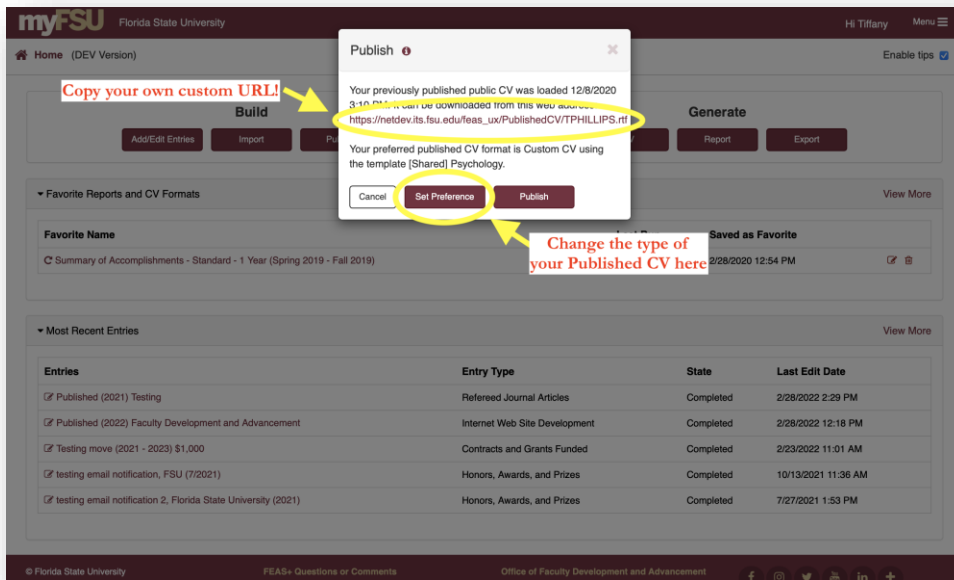 myFSU Florida State University Hi Tiffany Menu
Home (DEV Version) Enable tips
Publish
Copy your own custom URL!
Your previously published public CV was loaded 12/8/2020
3:10 PM. It can be downloaded from this web address
https://netdev.its.fsu.edu/feas_ux/PublishedCV/TPHILLIPS.rtf
Your preferred published CV format is Custom CV using
the template [Shared] Psychology.
Cancel Set Preference Publish
Change the type of
your Published CV here
Build Generate
Add/Edit Entries Import Report Export
Favorite Reports and CV Formats View More
Favorite Name Saved as Favorite
Summary of Accomplishments - Standard - 1 Year (Spring 2019 - Fall 2019) 2/28/2020 12:54 PM
Most Recent Entries View More
Entries Entry Type State Last Edit Date
Published (2021) Testing Refereed Journal Articles Completed 2/28/2022 2:29 PM
Published (2022) Faculty Development and Advancement Internet Web Site Development Completed 2/28/2022 12:18 PM
Testing move (2021 - 2023) $1,000 Contracts and Grants Funded Completed 2/23/2022 11:01 AM
testing email notification, FSU (7/2021) Honors, Awards, and Prizes Completed 10/13/2021 11:36 AM
testing email notification 2, Florida State University (2021) Honors, Awards, and Prizes Completed 7/27/2021 1:53 PM
© Florida State University FEAS+ Questions or Comments Office of Faculty Development and Advancement